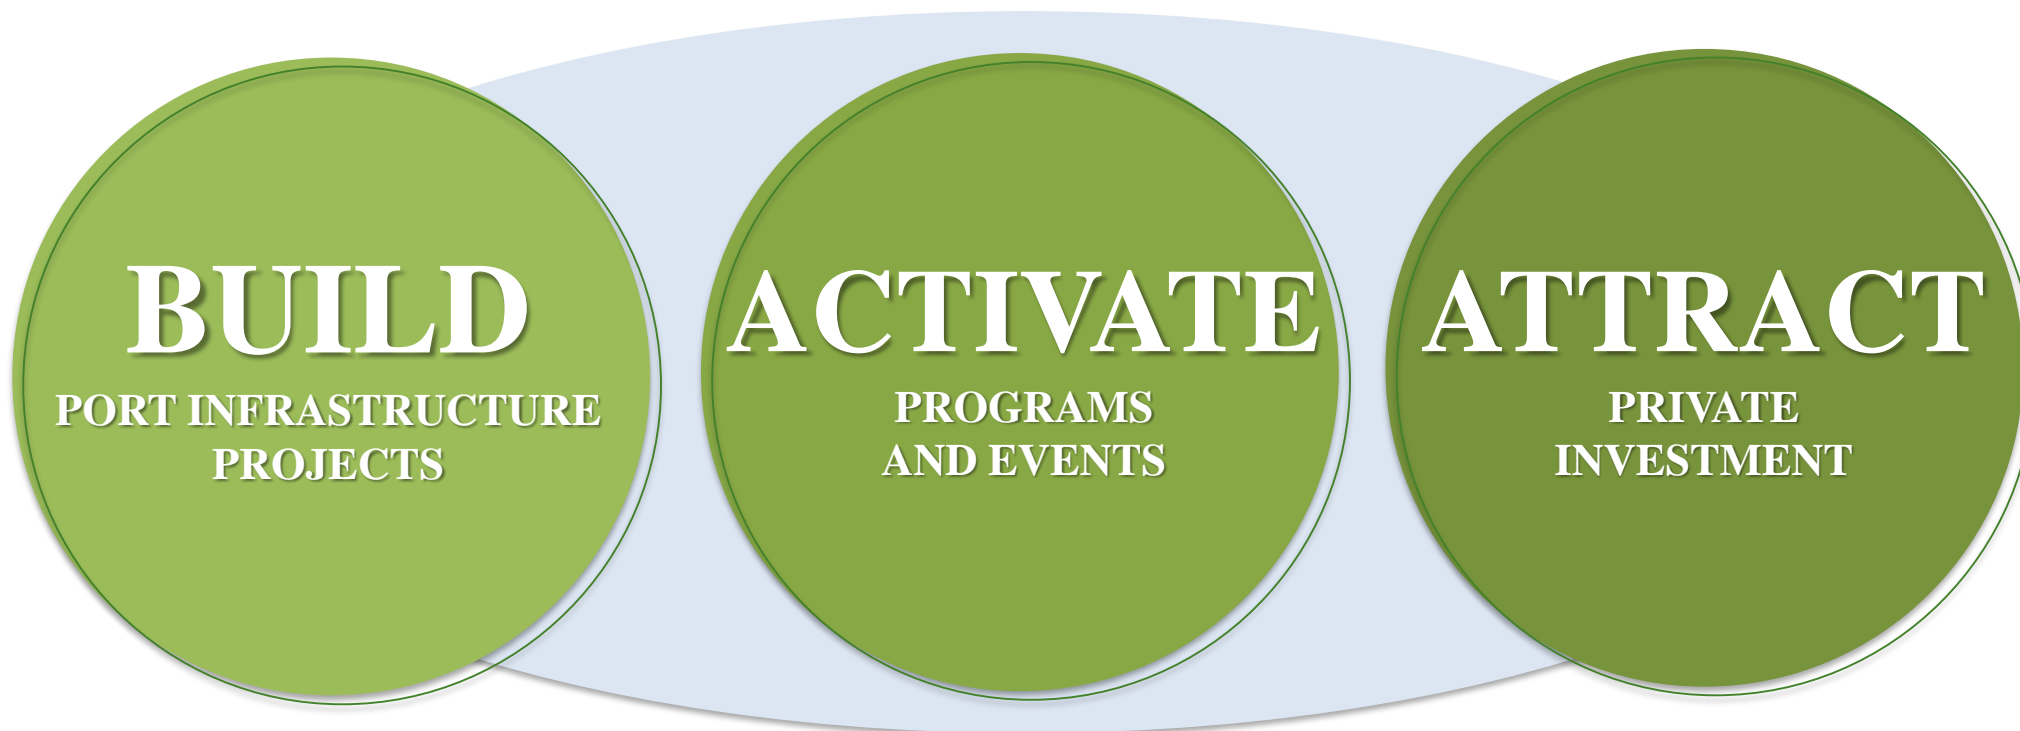 BUILD
PORT INFRASTRUCTURE
PROJECTS
ACTIVATE
PROGRAMS
AND EVENTS
ATTRACT
PRIVATE
INVESTMENT